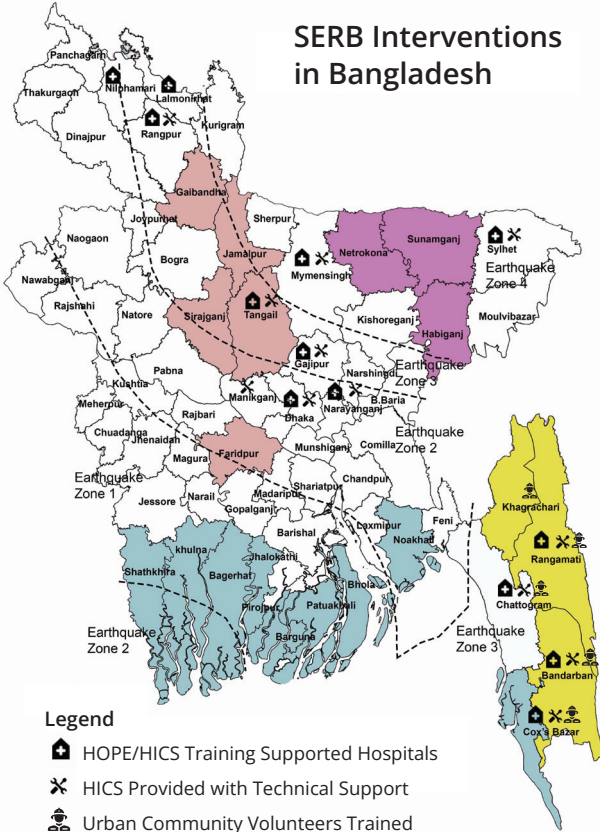 SERB Interventions
in Bangladesh
Panchagarh
Nilphamari
Thakurgaon
Lalmonirhat
Rangpur
Kurigram
Dinajpur
Gaibandha
Joypurhat
Sherpur
Naogaon
Bogra
Jamalpur
Netrokona
Sunamganj
Sylhet
Mymensingh
Earthquake
Zone 4
Nawabganj
Rajshahi
Natore
Sirajganj
Tangail
Kishoreganj
Moulvibazar
Habiganj
Gajipur
Pabna
Narshingdi
Earthquake
Zone 3
Kushtia
Manikganj
Meherpur
Rajbari
Dhaka
Narayanganj
B.Baria
Chuadanga
Jhenaidah
Magura
Faridpur
Munshiganj
Comilla
Earthquake
Zone 2
Earthquake
Zone 1
Shariatpur
Chandpur
Jessore
Narail
Madaripur
Gopalganj
Khagrachari
Barishal
Laxmipur
Feni
Noakhali
Rangamati
khulna
Jhalokathi
Shathkhira
Bagerhat
Bhola
Chattogram
Pirojpur
Patuakhali
Barguna
Earthquake
Zone 2
Earthquake
Zone 3
Bandarban
Cox's Bazar
Legend
HOPE/HICS Training Supported Hospitals
HICS Provided with Technical Support
Urban Community Volunteers Trained